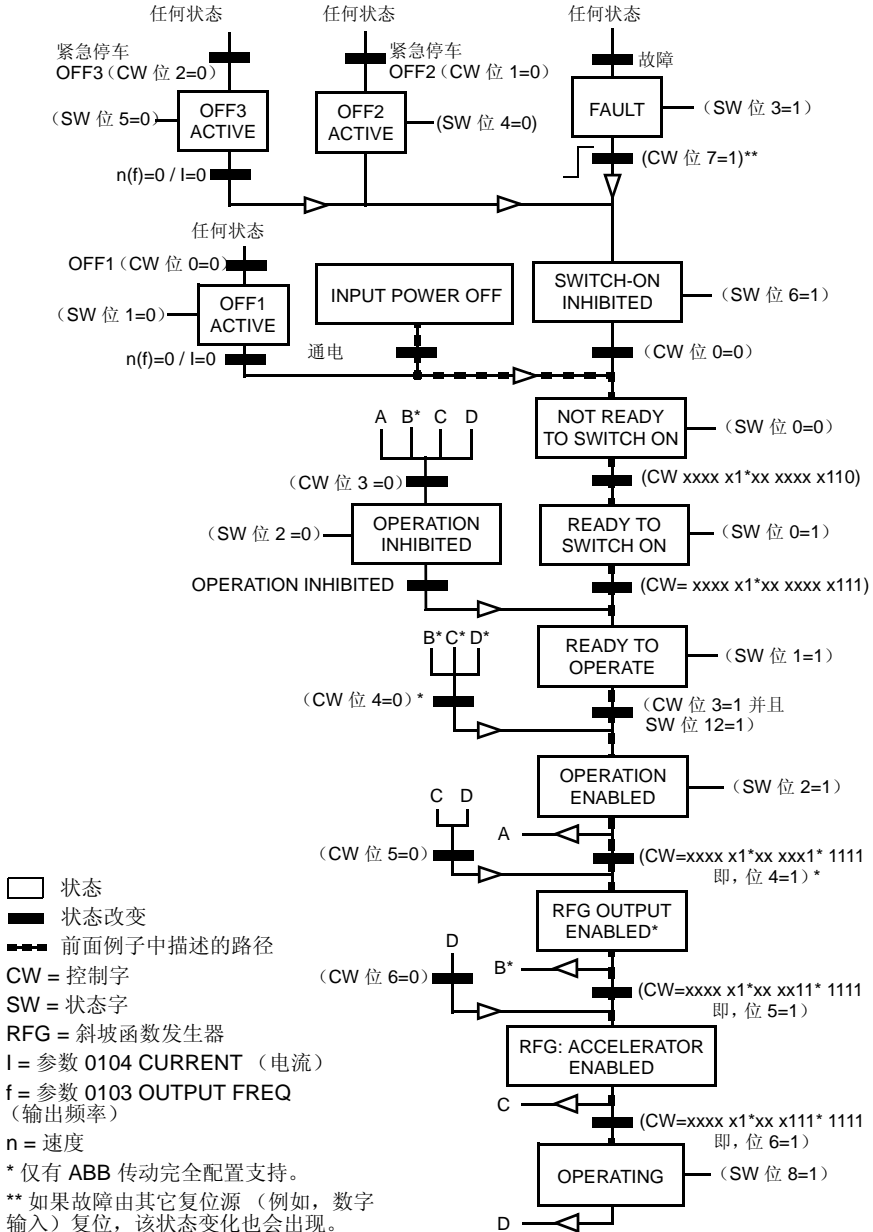 任何状态
任何状态
任何状态
紧急停车
OFF3（CW 位 2=0）
紧急停车
OFF2（CW 位 1=0）
故障
（SW 位 5=0）
OFF3
ACTIVE
OFF2
ACTIVE
(SW 位 4=0)
FAULT
（SW 位 3=1）
n(f)=0 / I=0
(CW 位 7=1)**
任何状态
OFF1（CW 位 0=0）
（SW 位 1=0）
OFF1
ACTIVE
INPUT POWER OFF
SWITCH-ON
INHIBITED
（SW 位 6=1）
n(f)=0 / I=0
通电
（CW 位 0=0）
A B* C D
NOT READY
TO SWITCH ON
（SW 位 0=0）
（CW 位 3 =0）
(CW xxxx x1*xx xxxx x110)
（SW 位 2 =0）
OPERATION
INHIBITED
READY TO
SWITCH ON
（SW 位 0=1）
OPERATION INHIBITED
(CW= xxxx x1*xx xxxx x111)
B* C* D*
READY TO
OPERATE
（SW 位 1=1）
（CW 位 4=0）*
（CW 位 3=1 并且
SW 位 12=1）
OPERATION
ENABLED
（SW 位 2=1）
C D
A
（CW 位 5=0）
(CW=xxxx x1*xx xxx1* 1111
即，位 4=1）*
RFG OUTPUT
ENABLED*
D
B*
（CW 位 6=0）
(CW=xxxx x1*xx xx11* 1111
即，位 5=1）
RFG: ACCELERATOR
ENABLED
C
(CW=xxxx x1*xx x111* 1111
即，位 6=1）
OPERATING
（SW 位 8=1）
D
状态
状态改变
前面例子中描述的路径
CW = 控制字
SW = 状态字
RFG = 斜坡函数发生器
I = 参数 0104 CURRENT （电流）
f = 参数 0103 OUTPUT FREQ
（输出频率）
n = 速度
* 仅有 ABB 传动完全配置支持。
** 如果故障由其它复位源 （例如，数字
输入）复位，该状态变化也会出现。